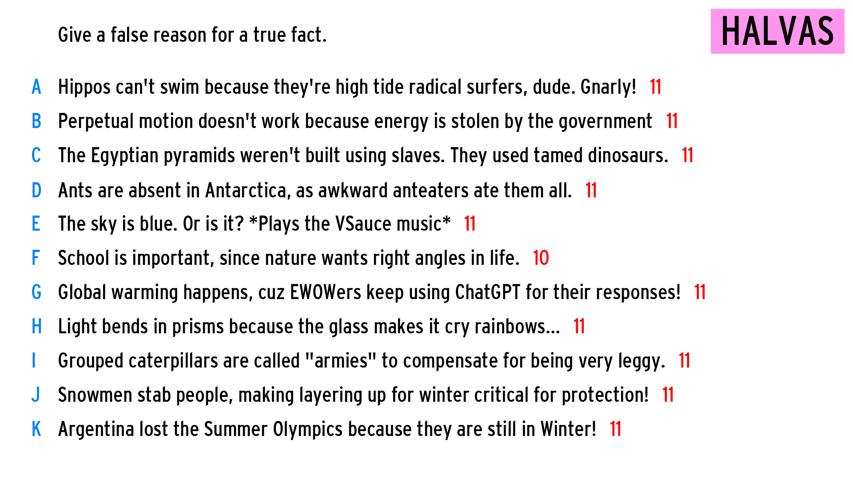 Give a false reason for a true fact.
HALVAS
A Hippos can't swim because they're high tide radical surfers, dude. Gnarly! 11
B Perpetual motion doesn't work because energy is stolen by the government 11
C The Egyptian pyramids weren't built using slaves. They used tamed dinosaurs. 11
D Ants are absent in Antarctica, as awkward anteaters ate them all. 11
E The sky is blue. Or is it? *Plays the VSauce music* 11
F School is important, since nature wants right angles in life. 10
G Global warming happens, cuz EWOWers keep using ChatGPT for their responses! 11
H Light bends in prisms because the glass makes it cry rainbows... 11
I Grouped caterpillars are called "armies" to compensate for being very leggy. 11
J Snowmen stab people, making layering up for winter critical for protection! 11
K Argentina lost the Summer Olympics because they are still in Winter! 11